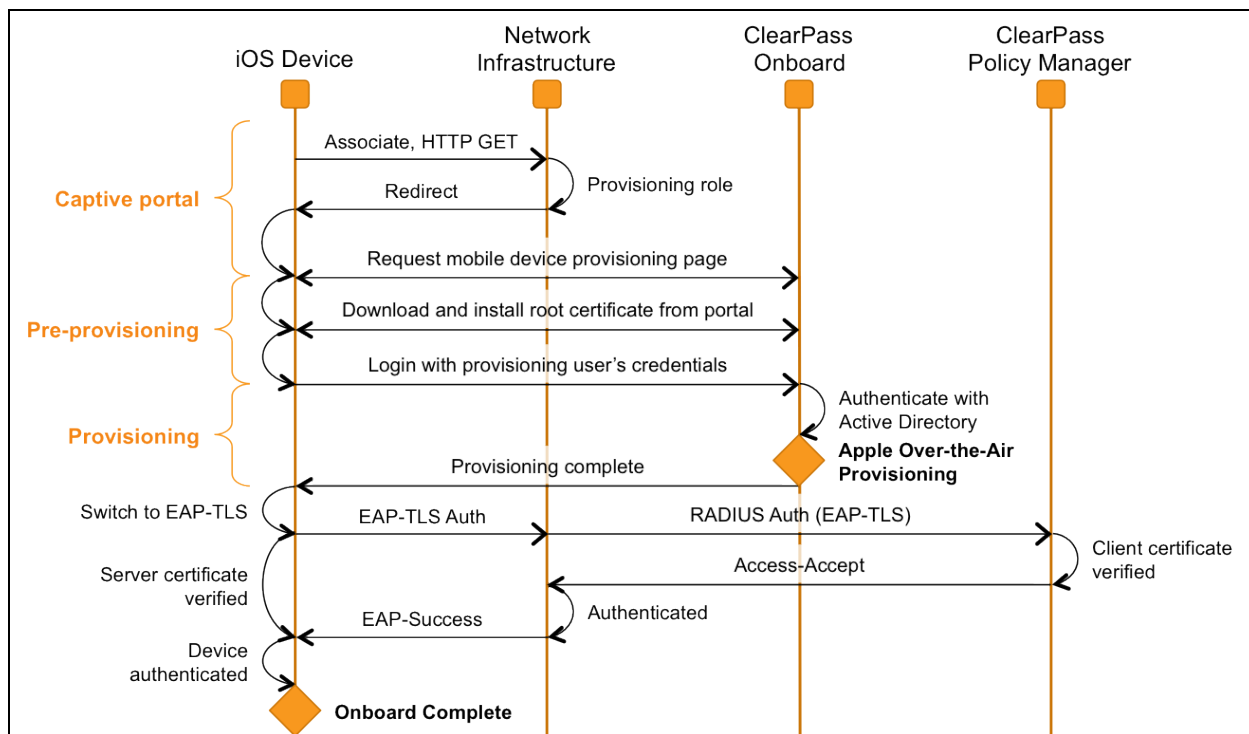 iOS Device
Network
Infrastructure
ClearPass
Onboard
ClearPass
Policy Manager
Associate, HTTP GET
Provisioning role
Captive portal
Redirect
Request mobile device provisioning page
Download and install root certificate from portal
Pre-provisioning
Login with provisioning user’s credentials
Authenticate with
Active Directory
Provisioning
Apple Over-the-Air
Provisioning
Provisioning complete
Switch to EAP-TLS
EAP-TLS Auth
RADIUS Auth (EAP-TLS)
Client certificate
verified
Access-Accept
Server certificate
verified
Authenticated
EAP-Success
Device
authenticated
Onboard Complete